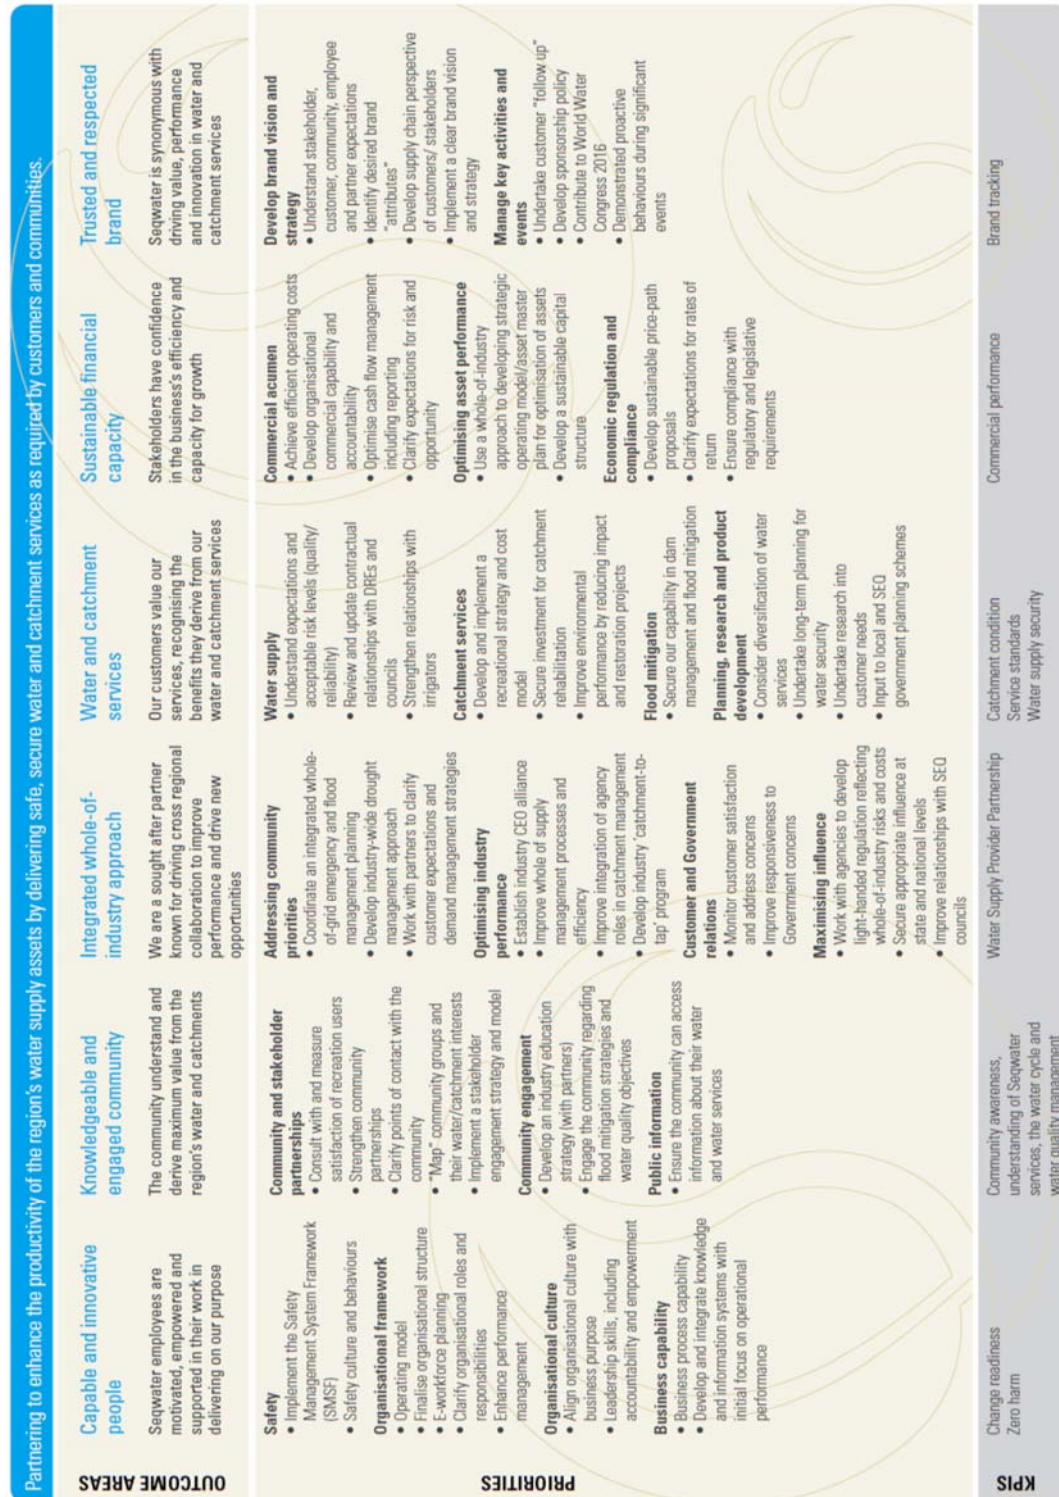 Partnering to enhance the productivity of the region's water supply assets by delivering safe, secure water and catchment services as required by customers and communities.
OUTCOME AREAS
Capable and innovative
people
Seqwater employees are
motivated, empowered and
supported in their work in
delivering on our purpose
Knowledgeable and
engaged community
The community understand and
derive maximum value from the
region's water and catchments
Integrated whole-of-
industry approach
We are a sought after partner
known for driving cross regional
collaboration to improve
performance and drive new
opportunities
Water and catchment
services
Our customers value our
services, recognising the
benefits they derive from our
water and catchment services
Sustainable financial
capacity
Stakeholders have confidence
in the business's efficiency and
capacity for growth
Trusted and respected
brand
Seqwater is synonymous with
driving value, performance
and innovation in water and
catchment services
PRIORITIES
Safety
• Implement the Safety
Management System Framework
(SMSF)
• Safety culture and behaviours
Organisational framework
• Operating model
• Finalise organisational structure
• E-workforce planning
• Clarify organisational roles and
responsibilities
• Enhance performance
management
Organisational culture
• Align organisational culture with
business purpose
• Leadership skills, including
accountability and empowerment
Business capability
• Business process capability
• Develop and integrate knowledge
and information systems with
initial focus on operational
performance
Community and stakeholder
partnerships
• Consult with and measure
satisfaction of recreation users
• Strengthen community
partnerships
• Clarify points of contact with the
community
• "Map" community groups and
their water/catchment interests
• Implement a stakeholder
engagement strategy and model
Community engagement
• Develop an industry education
strategy (with partners)
• Engage the community regarding
flood mitigation strategies and
water quality objectives
Public information
• Ensure the community can access
information about their water
and water services
Addressing community
priorities
• Coordinate an integrated whole-
of-grid emergency and flood
management planning
• Develop industry-wide drought
management approach
• Work with partners to clarify
customer expectations and
demand management strategies
Optimising industry
performance
• Establish industry CEO alliance
• Improve whole of supply
management processes and
efficiency
• Improve integration of agency
roles in catchment management
• Develop industry 'catchment-to-
tap' program
Customer and Government
relations
• Monitor customer satisfaction
and address concerns
• Improve responsiveness to
Government concerns
Maximising influence
• Work with agencies to develop
light-handed regulation reflecting
whole-of-industry risks and costs
• Secure appropriate influence at
state and national levels
• Improve relationships with SEQ
councils
Water supply
• Understand expectations and
acceptable risk levels (quality/
reliability)
• Review and update contractual
relationships with DREs and
councils
• Strengthen relationships with
irrigators
Catchment services
• Develop and implement a
recreational strategy and cost
model
• Secure investment for catchment
rehabilitation
• Improve environmental
performance by reducing impact
and restoration projects
Flood mitigation
• Secure our capability in dam
management and flood mitigation
Planning, research and product
development
• Consider diversification of water
services
• Undertake long-term planning for
water security
• Undertake research into
customer needs
• Input to local and SEQ
government planning schemes
Commercial acumen
• Achieve efficient operating costs
• Develop organisational
commercial capability and
accountability
• Optimise cash flow management
including reporting
• Clarify expectations for risk and
opportunity
Optimising asset performance
• Use a whole-of-industry
approach to developing strategic
operating model/asset master
plan for optimisation of assets
• Develop a sustainable capital
structure
Economic regulation and
compliance
• Develop sustainable price-path
proposals
• Clarify expectations for rates of
return
• Ensure compliance with
regulatory and legislative
requirements
Develop brand vision and
strategy
• Understand stakeholder,
customer, community, employee
and partner expectations
• Identify desired brand
"attributes"
• Develop supply chain perspective
of customers/ stakeholders
• Implement a clear brand vision
and strategy
Manage key activities and
events
• Undertake customer "follow up"
• Develop sponsorship policy
• Contribute to World Water
Congress 2016
• Demonstrated proactive
behaviours during significant
events
KPIS
Change readiness
Zero harm
Community awareness,
understanding of Seqwater
services, the water cycle and
water quality management
Water Supply Provider Partnership
Catchment condition
Service standards
Water supply security
Commercial performance
Brand tracking